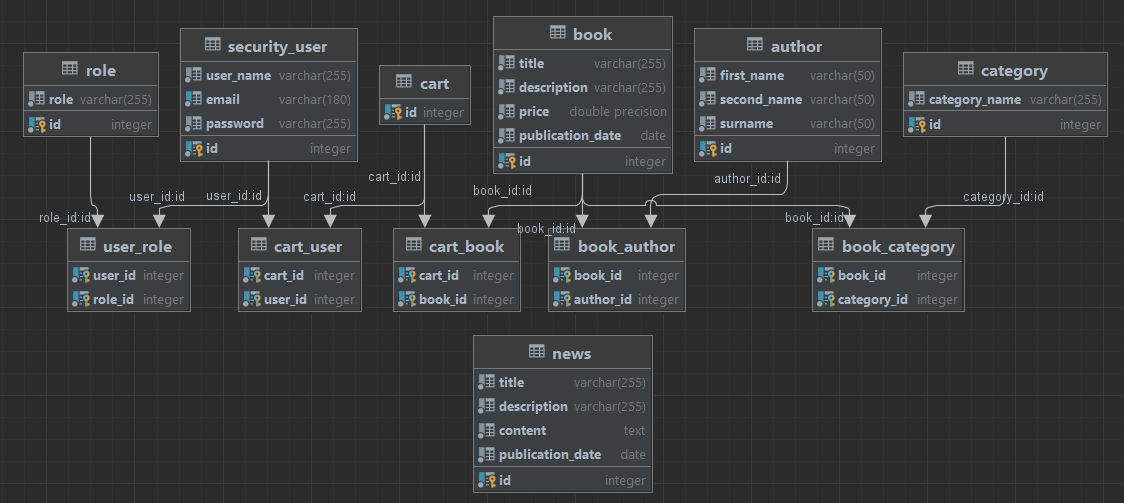 role
role varchar(255)
id integer
security_user
user_name varchar(255)
email varchar(180)
password varchar(255)
id integer
cart
id integer
book
title varchar(255)
description varchar(255)
price double precision
publication_date date
id integer
author
first_name varchar(50)
second_name varchar(50)
surname varchar(50)
id integer
category
category_name varchar(255)
id integer
role_id:id
user_id:id
user_id:id
cart_id:id
cart_id:id
book_id:id
book_id:id
author_id:id
book_id:id
category_id:id
user_role
user_id integer
role_id integer
cart_user
cart_id integer
user_id integer
cart_book
cart_id integer
book_id integer
book_author
book_id integer
author_id integer
book_category
book_id integer
category_id integer
news
title varchar(255)
description varchar(255)
content text
publication_date date
id integer